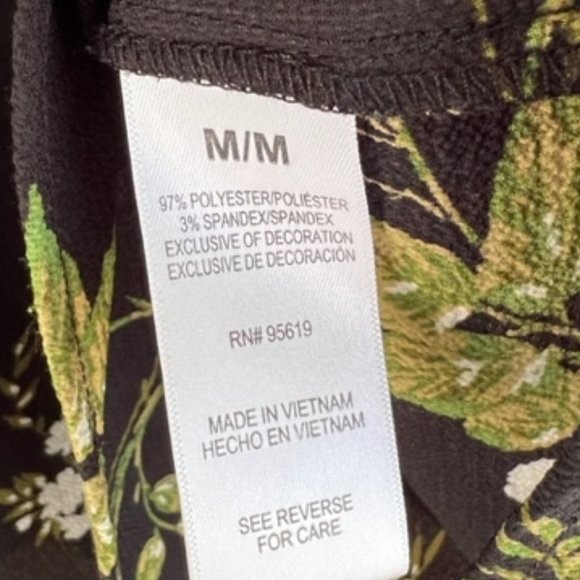 M/M
97% POLYESTER/POLIÉSTER
3% SPANDEX/SPANDEX
EXCLUSIVE OF DECORATION
EXCLUSIVE DE DECORACIÓN
RN# 95619
MADE IN VIETNAM
HECHO EN VIETNAM
SEE REVERSE
FOR CARE